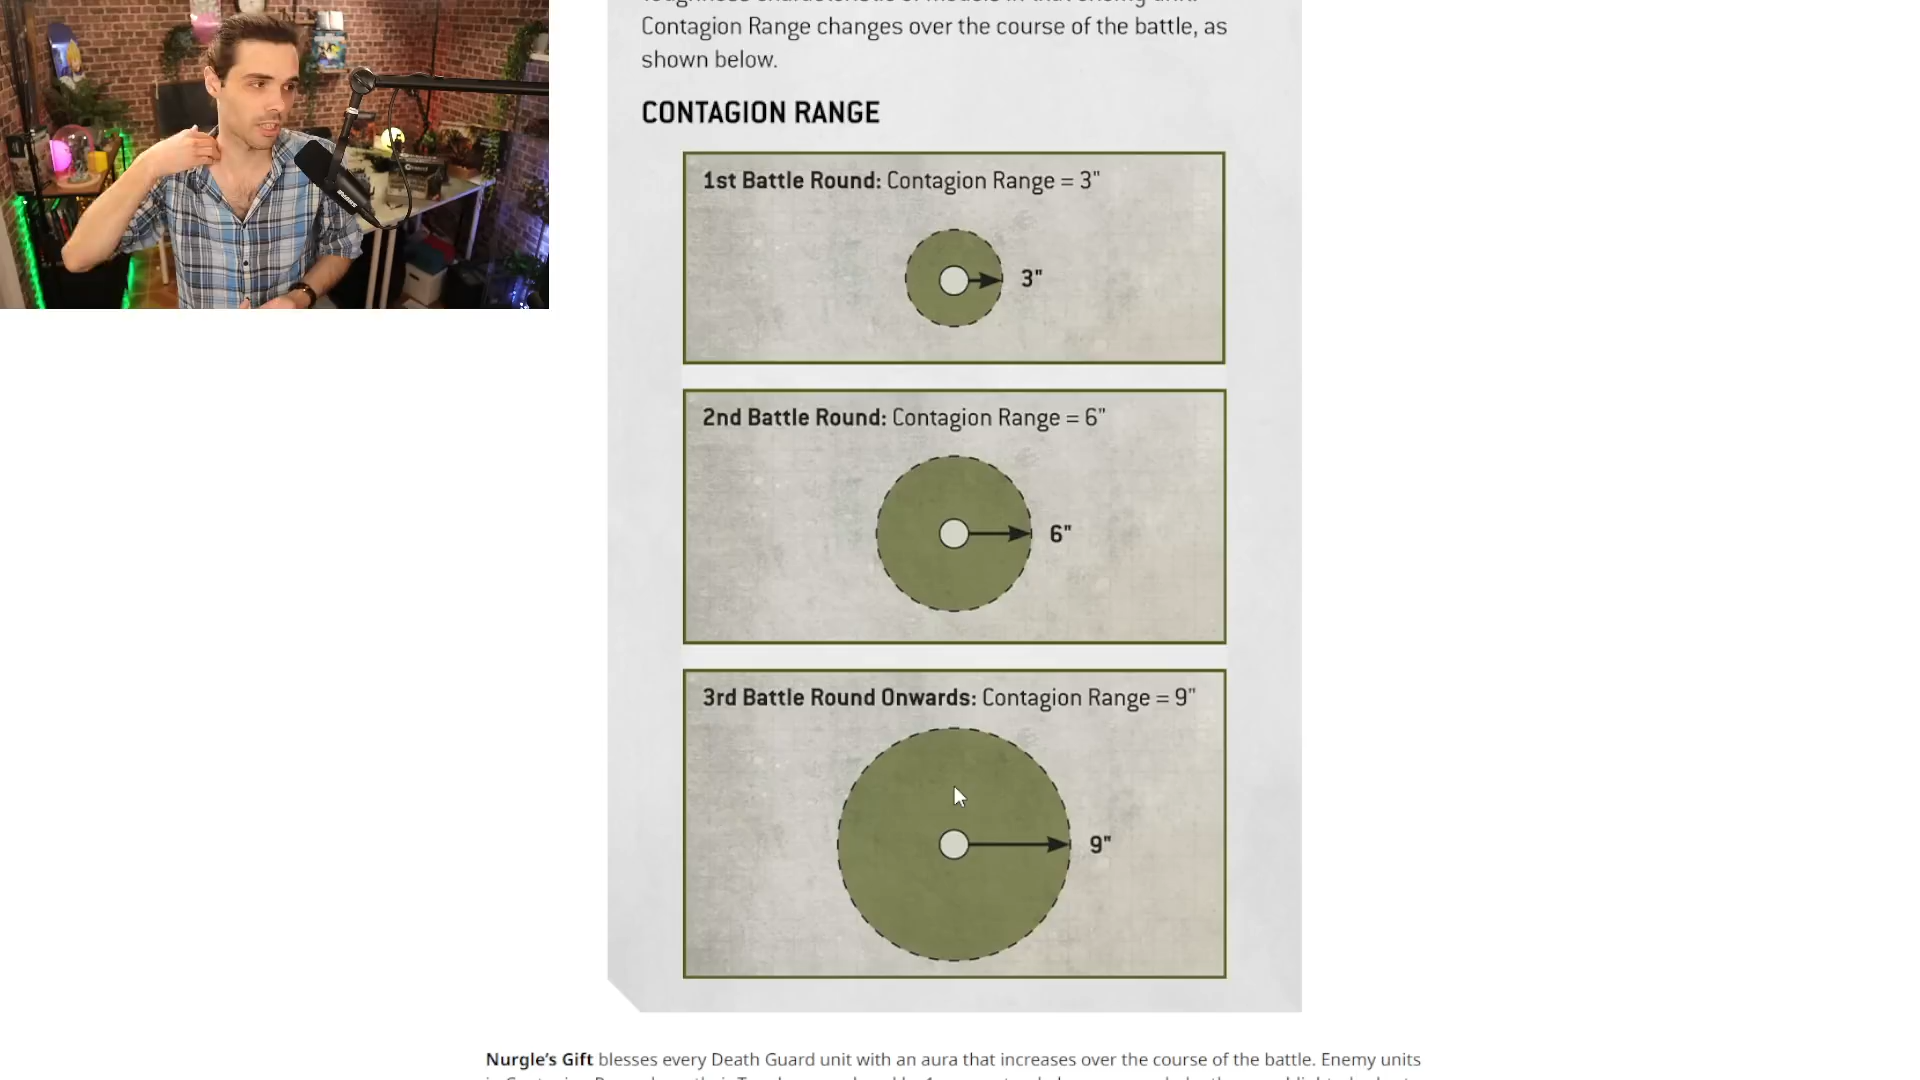 Contagion Range changes over the course of the battle, as
shown below.
CONTAGION RANGE
1st Battle Round: Contagion Range = 3"
3"
2nd Battle Round: Contagion Range = 6"
6"
3rd Battle Round Onwards: Contagion Range = 9"
9"
Nurgle's Gift blesses every Death Guard unit with an aura that increases over the course of the battle. Enemy units